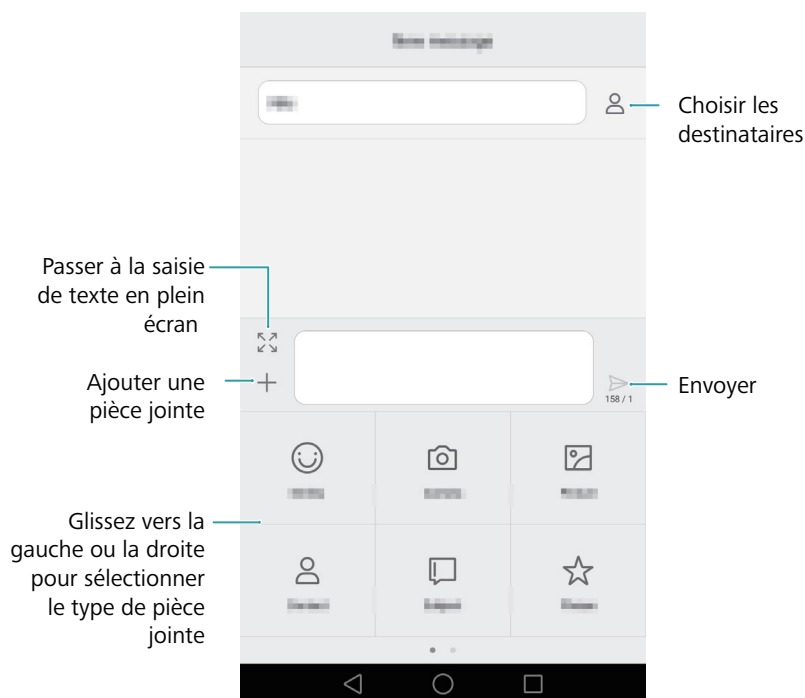 Choisir les
destinataires
Passer à la saisie
de texte en plein
écran
Ajouter une
pièce jointe
Envoyer
158 / 1
Glissez vers la
gauche ou la droite
pour sélectionner
le type de pièce
jointe